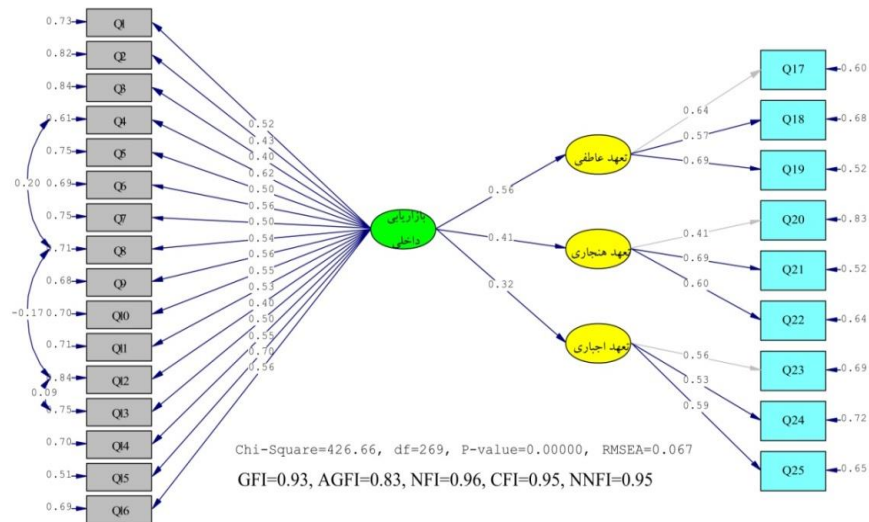 0.73 Q1
0.82 Q2
0.84 Q3
0.61 Q4
0.75 Q5
0.69 Q6
0.75 Q7
0.71 Q8
0.68 Q9
0.70 Q10
0.71 Q11
0.84 Q12
0.75 Q13
0.70 Q14
0.51 Q15
0.69 Q16
0.20
-0.17
0.09
0.52
0.43
0.40
0.62
0.50
0.56
0.50
0.54
0.56
0.55
0.53
0.40
0.50
0.55
0.70
0.56
بازاریابی
داخلی
0.56
0.41
0.32
تعهد عاطفی
تعهد هنجاری
تعهد اجباری
0.64
0.57
0.69
0.41
0.69
0.60
0.56
0.53
0.59
Q17 0.60
Q18 0.68
Q19 0.52
Q20 0.83
Q21 0.52
Q22 0.64
Q23 0.69
Q24 0.72
Q25 0.65
Chi-Square=426.66, df=269, P-value=0.00000, RMSEA=0.067
GFI=0.93, AGFI=0.83, NFI=0.96, CFI=0.95, NNFI=0.95